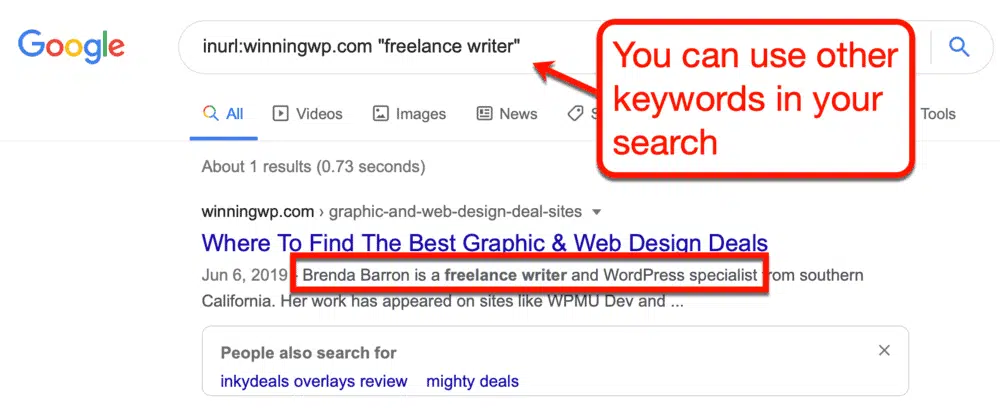 Google
inurl:winningwp.com "freelance writer"
You can use other
keywords in your
search
All
Videos
Images
News
S
Tools
About 1 results (0.73 seconds)
winningwp.com › graphic-and-web-design-deal-sites
Where To Find The Best Graphic & Web Design Deals
Jun 6, 2019 - Brenda Barron is a freelance writer and WordPress specialist from southern
California. Her work has appeared on sites like WPMU Dev and ...
People also search for
inkydeals overlays review mighty deals